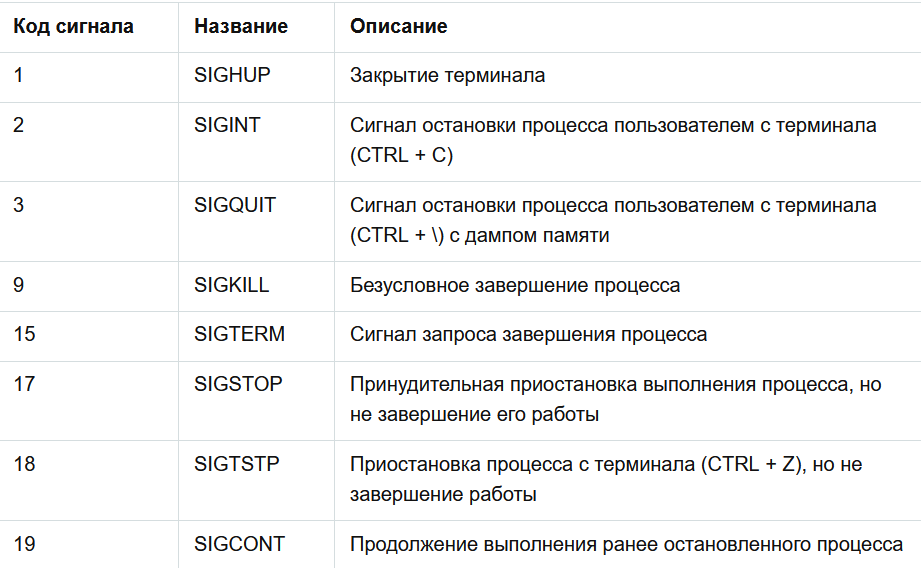 Код сигнала Название Описание
1 SIGHUP Закрытие терминала
2 SIGINT Сигнал остановки процесса пользователем с терминала
(CTRL + C)
3 SIGQUIT Сигнал остановки процесса пользователем с терминала
(CTRL + \) с дампом памяти
9 SIGKILL Безусловное завершение процесса
15 SIGTERM Сигнал запроса завершения процесса
17 SIGSTOP Принудительная приостановка выполнения процесса, но
не завершение его работы
18 SIGTSTP Приостановка процесса с терминала (CTRL + Z), но не
завершение работы
19 SIGCONT Продолжение выполнения ранее остановленного процесса